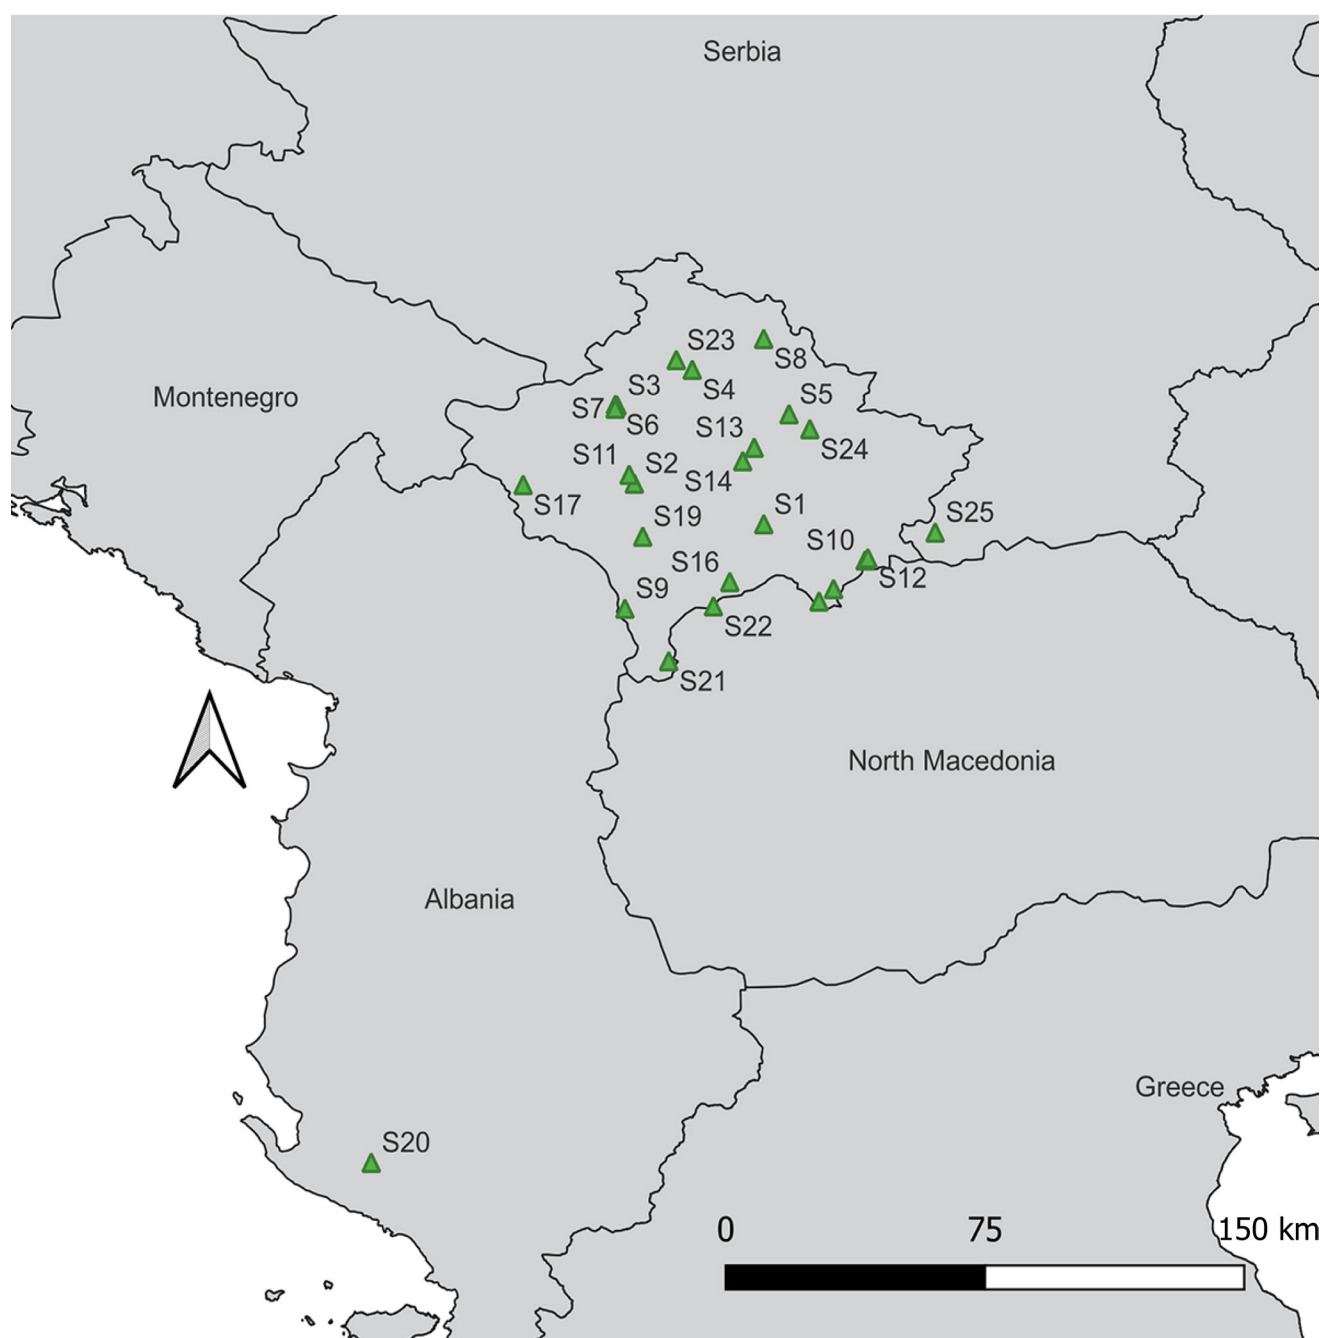 Serbia
S23
S8
S3
S4
Montenegro
S7
S5
S6
S13
S24
S11
S2
S14
S17
S1
S19
S25
S10
S16
S12
S9
S22
S21
North Macedonia
Albania
Greece
S20
0 75 150 km